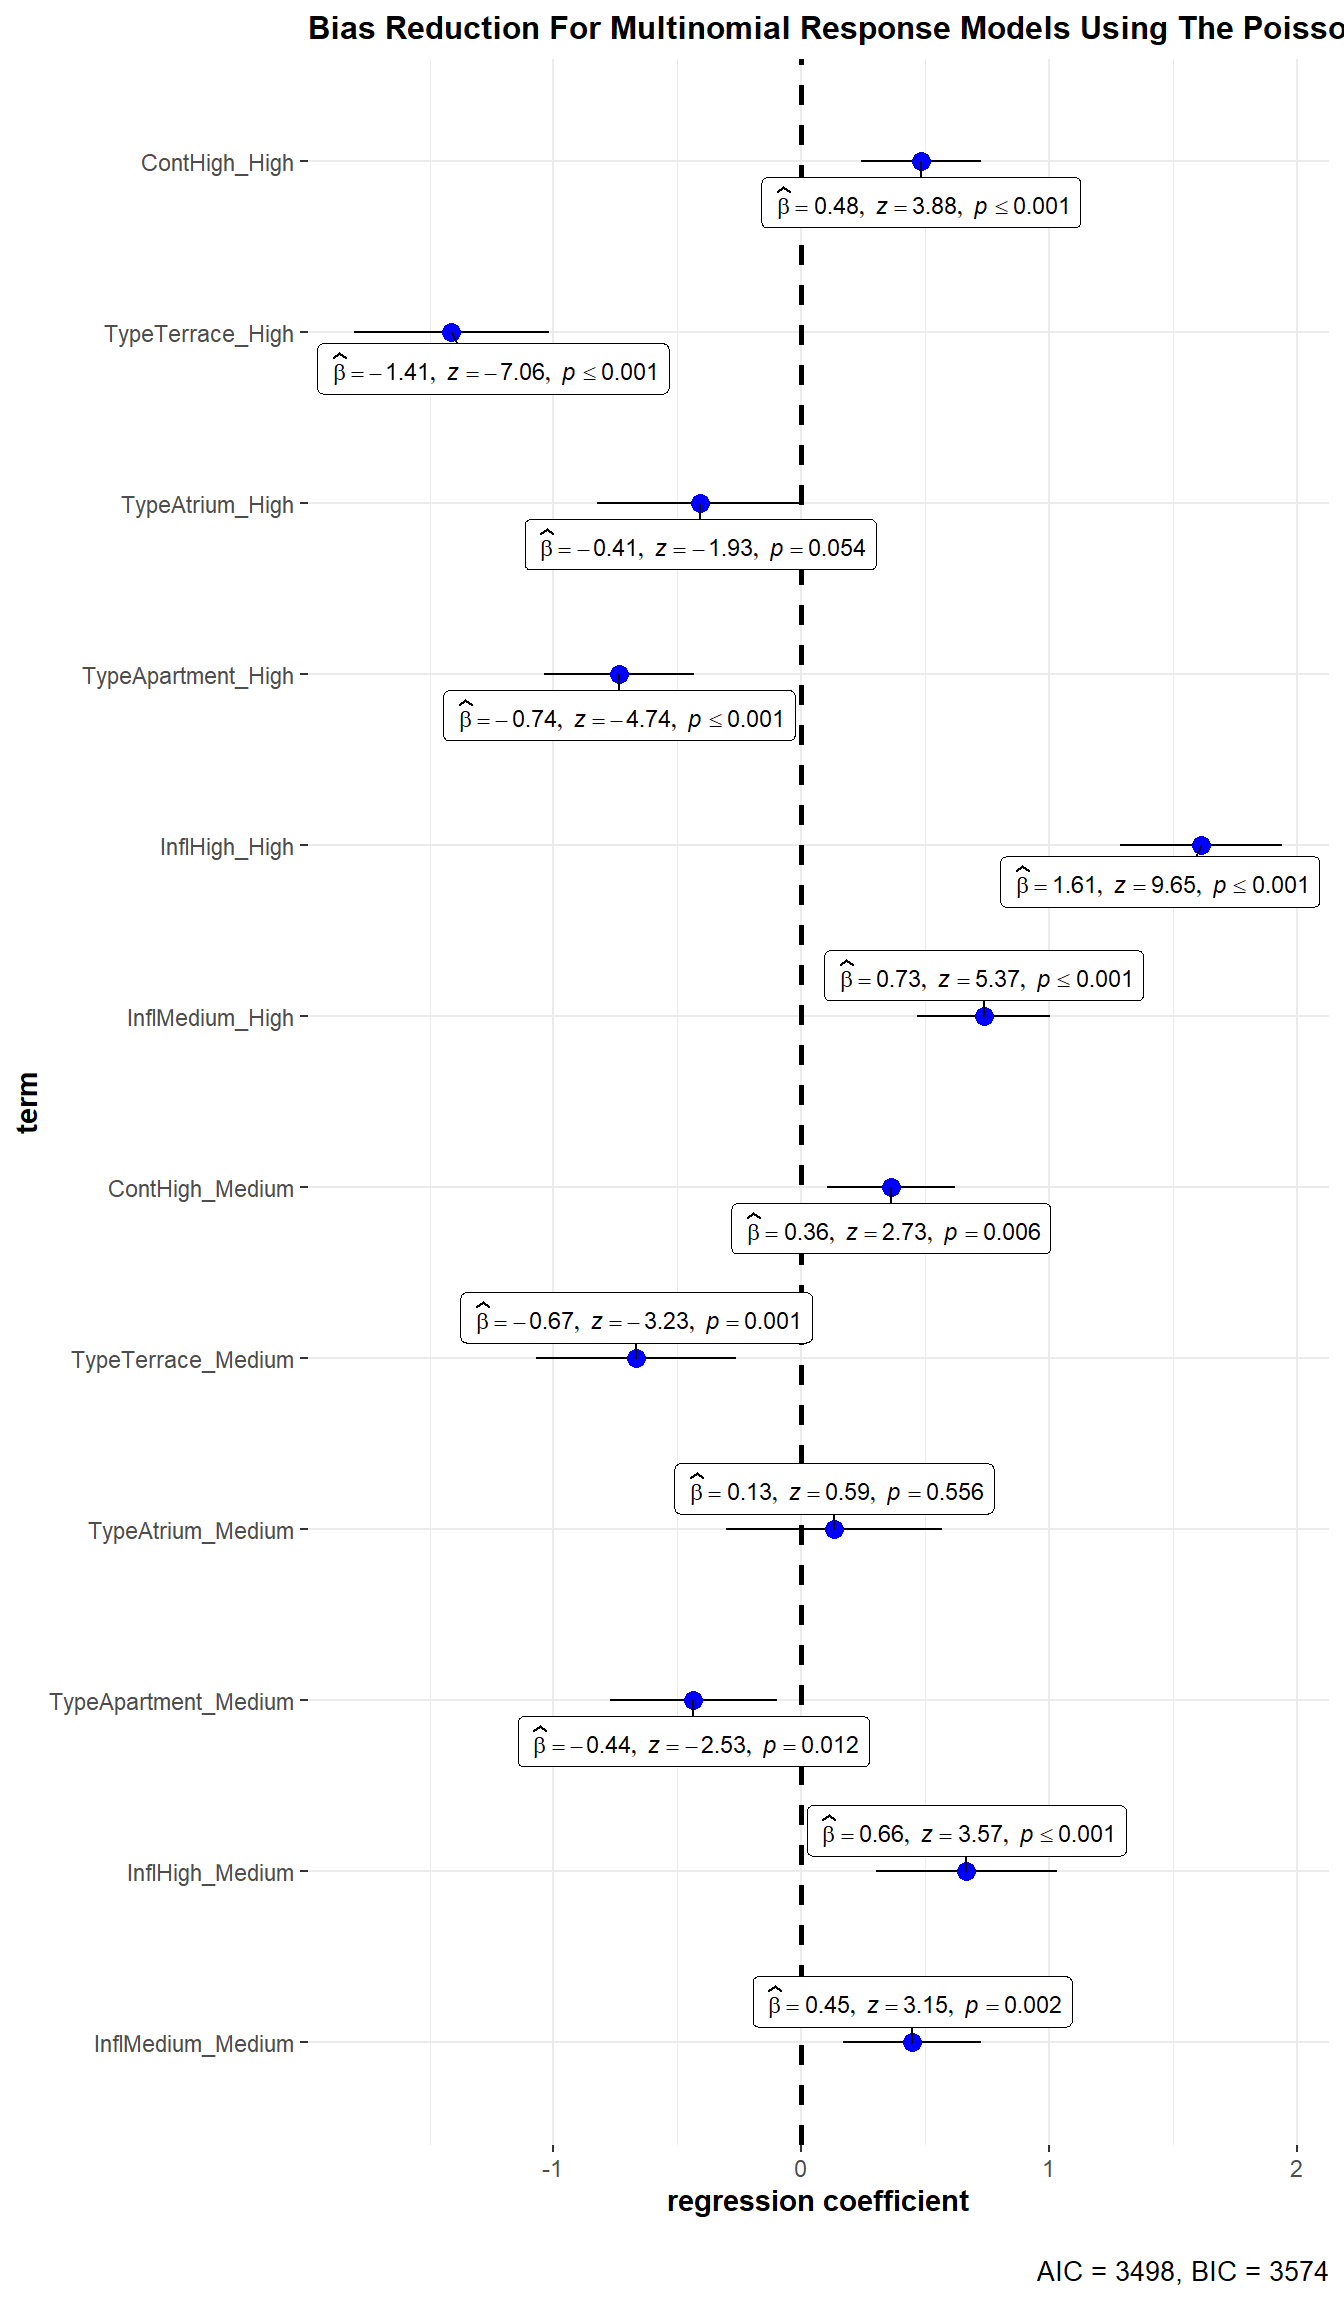 Bias Reduction For Multinomial Response Models Using The Poisso
ContHigh_High
β̂ = 0.48, z = 3.88, p ≤ 0.001
TypeTerrace_High
β̂ = −1.41, z = −7.06, p ≤ 0.001
TypeAtrium_High
β̂ = −0.41, z = −1.93, p = 0.054
TypeApartment_High
β̂ = −0.74, z = −4.74, p ≤ 0.001
InflHigh_High
β̂ = 1.61, z = 9.65, p ≤ 0.001
β̂ = 0.73, z = 5.37, p ≤ 0.001
InflMedium_High
term
ContHigh_Medium
β̂ = 0.36, z = 2.73, p = 0.006
β̂ = −0.67, z = −3.23, p = 0.001
TypeTerrace_Medium
β̂ = 0.13, z = 0.59, p = 0.556
TypeAtrium_Medium
TypeApartment_Medium
β̂ = −0.44, z = −2.53, p = 0.012
β̂ = 0.66, z = 3.57, p ≤ 0.001
InflHigh_Medium
β̂ = 0.45, z = 3.15, p = 0.002
InflMedium_Medium
-1 0 1 2
regression coefficient
AIC = 3498, BIC = 3574